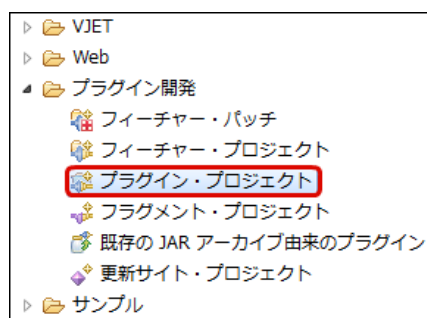 VJET
Web
プラグイン開発
フィーチャー・パッチ
フィーチャー・プロジェクト
プラグイン・プロジェクト
フラグメント・プロジェクト
既存の JAR アーカイブ由来のプラグイン
更新サイト・プロジェクト
サンプル